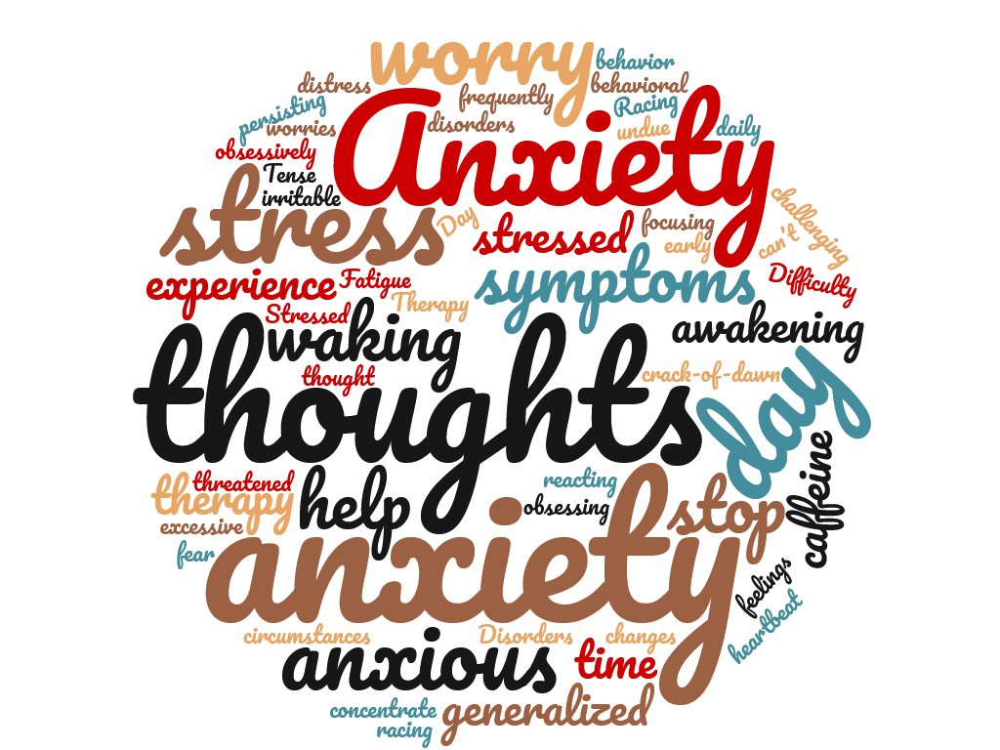 worry
behavior
distress
behavioral
frequently
persisting
Racing
worries
disorders
undue
daily
Anxiety
obsessively
Tense
irritable
stress
Day
stressed
focusing
early
can't
challenging
experience
Fatigue
symptoms
Difficulty
Therapy
Stressed
waking
awakening
thought
crack-of-dawn
thoughts
day
caffeine
threatened
therapy
help
reacting
obsessing
stop
excessive
fear
anxiety
feelings
heartbeat
circumstances
Disorders
changes
anxious
time
concentrate
generalized
racing